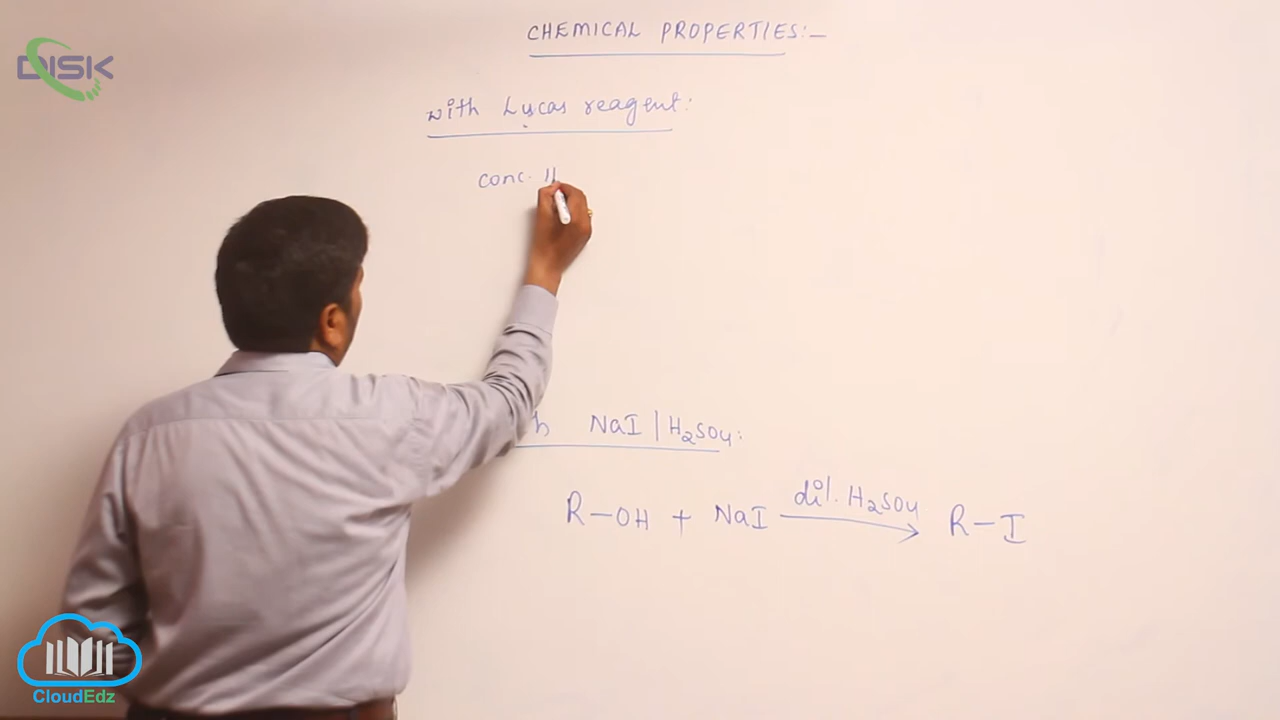 CHEMICAL PROPERTIES:-
DISK
with Lucas reagent:
conc. H
NaI | H₂SO₄:
R-OH + NaI dil. H₂SO₄ → R-I
CloudEdz